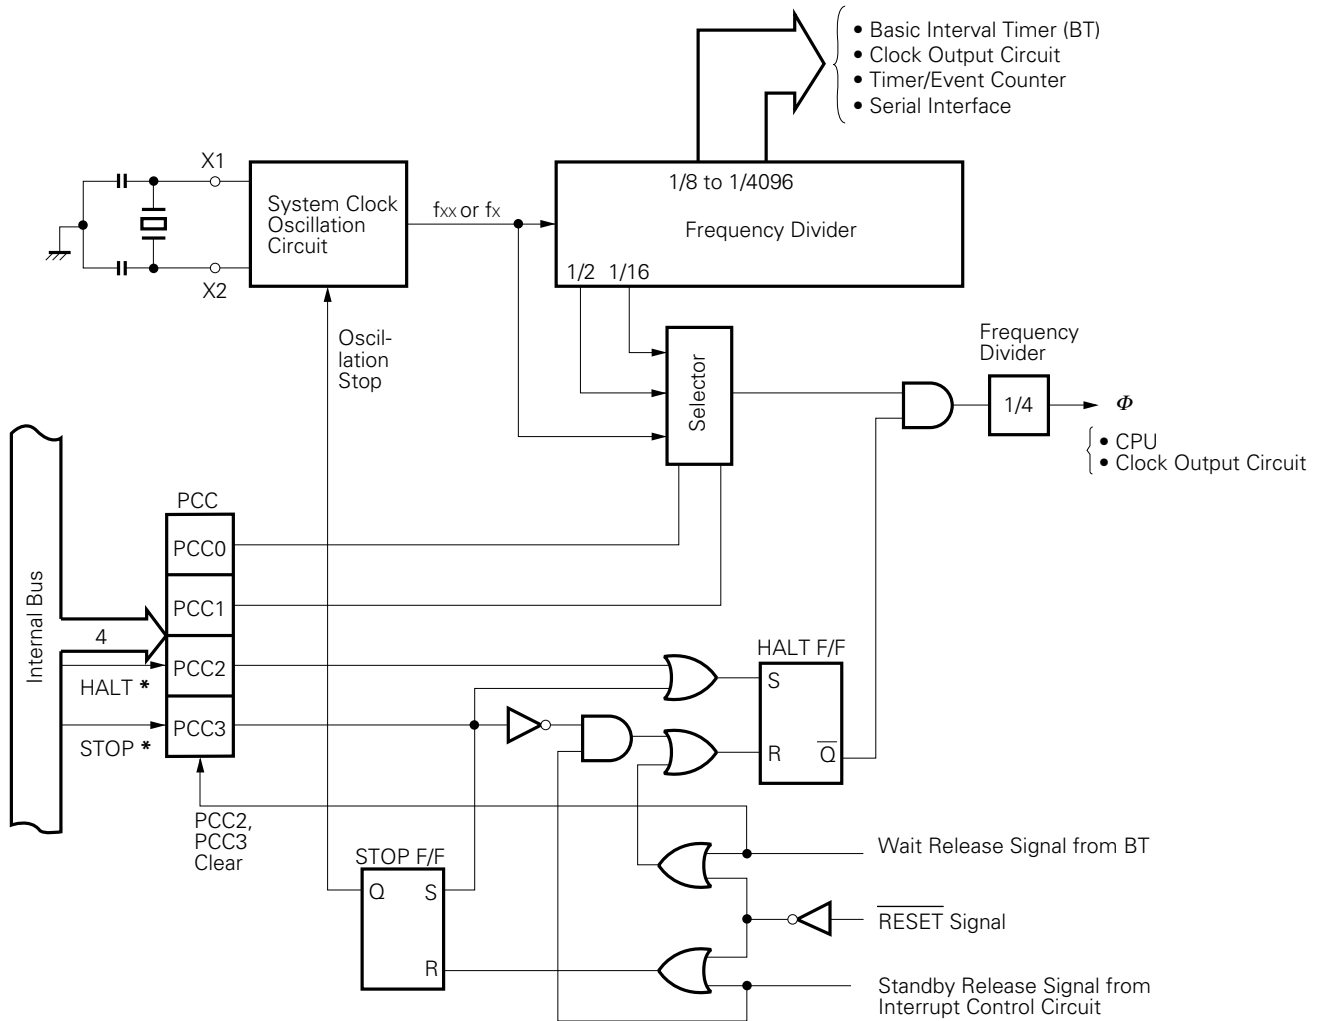 • Basic Interval Timer (BT)
• Clock Output Circuit
• Timer/Event Counter
• Serial Interface
X1
X2
System Clock
Oscillation
Circuit
fxx or fx
1/8 to 1/4096
Frequency Divider
1/2 1/16
Oscil-
lation
Stop
Selector
Frequency
Divider
1/4
Φ
• CPU
• Clock Output Circuit
Internal Bus
PCC
PCC0
PCC1
4
PCC2
HALT *
PCC3
STOP *
HALT F/F
S
R
Q̅
PCC2,
PCC3
Clear
STOP F/F
Q S
R
Wait Release Signal from BT
R̅E̅S̅E̅T̅ Signal
Standby Release Signal from
Interrupt Control Circuit